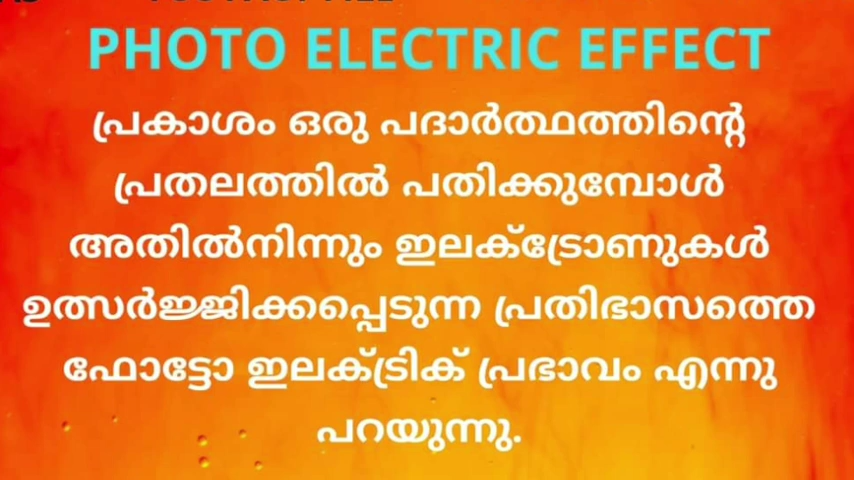 PHOTO ELECTRIC EFFECT
പ്രകാശം ഒരു പദാർത്ഥത്തിന്റെ
പ്രതലത്തിൽ പതിക്കുമ്പോൾ
അതിൽനിന്നും ഇലക്ട്രോണുകൾ
ഉത്സർജ്ജിക്കപ്പെടുന്ന പ്രതിഭാസത്തെ
ഫോട്ടോ ഇലക്ട്രിക് പ്രഭാവം എന്നു
പറയുന്നു.